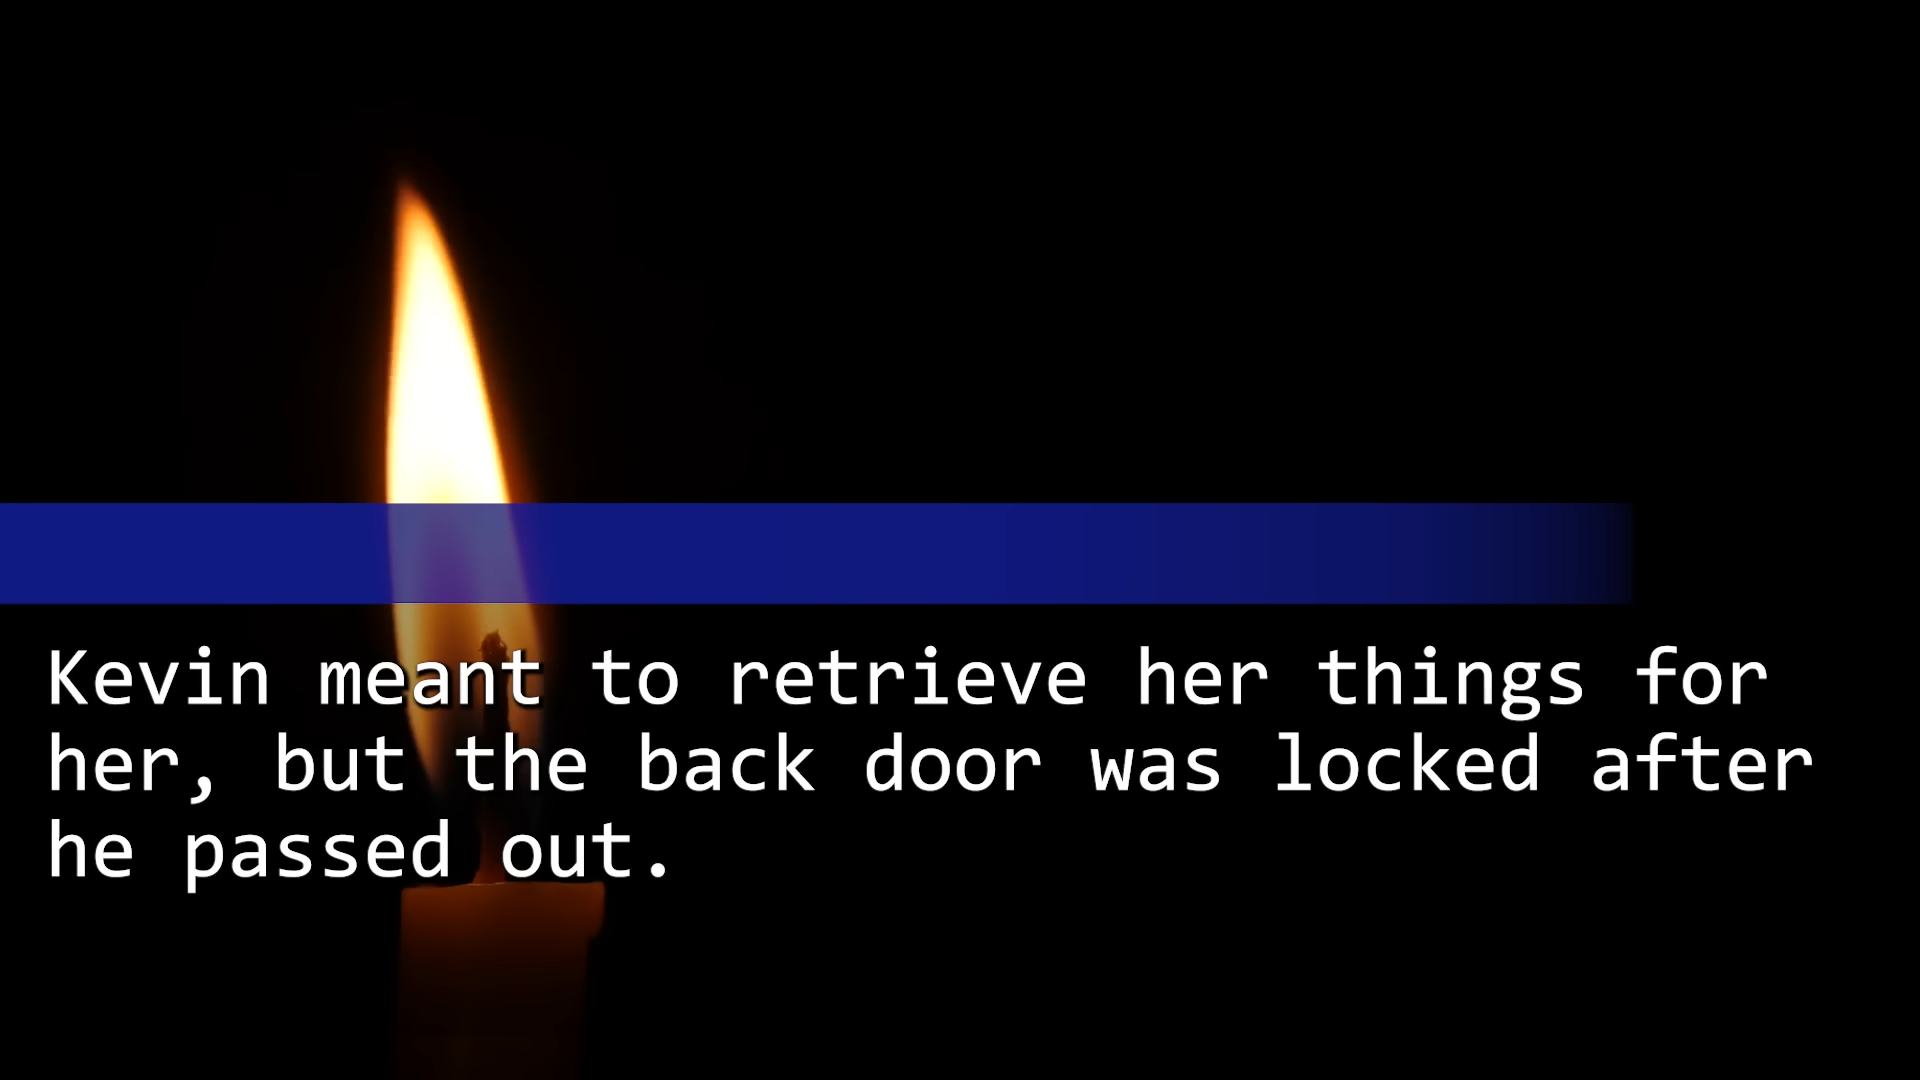 Kevin meant to retrieve her things for
her, but the back door was locked after
he passed out.